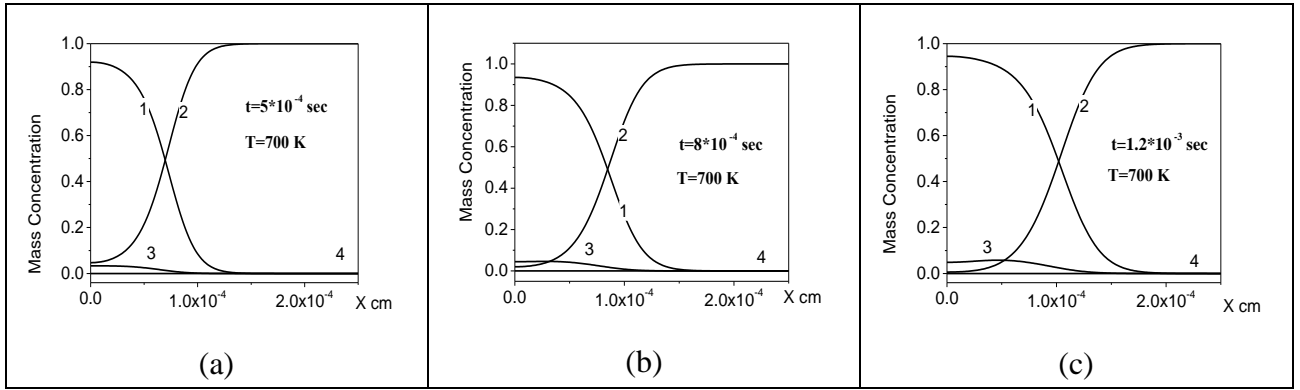 Mass Concentration
1.0
0.8
0.6
0.4
0.2
0.0
0.0
1.0x10⁻⁴
2.0x10⁻⁴
X cm
1
2
3
4
t=5*10⁻⁴ sec
T=700 K
(a)
Mass Concentration
1.0
0.8
0.6
0.4
0.2
0.0
0.0
1.0x10⁻⁴
2.0x10⁻⁴
X cm
2
1
3
4
t=8*10⁻⁴ sec
T=700 K
(b)
Mass Concentration
1.0
0.8
0.6
0.4
0.2
0.0
0.0
1.0x10⁻⁴
2.0x10⁻⁴
X cm
1
2
3
4
t=1.2*10⁻³ sec
T=700 K
(c)